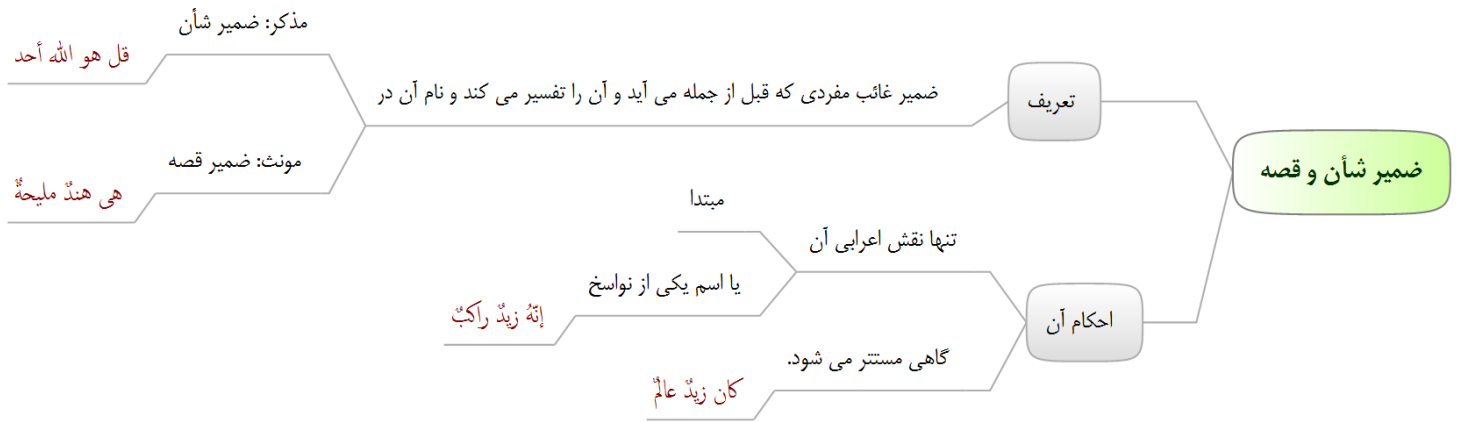 ضمیر شأن و قصه
تعریف
ضمیر غائب مفردی که قبل از جمله می آید و آن را تفسیر می کند و نام آن در
مذکر: ضمیر شأن
قل هو الله أحد
مونث: ضمیر قصه
هی هندٌ ملیحةٌ
احکام آن
تنها نقش اعرابی آن
مبتدا
یا اسم یکی از نواسخ
إنّهُ زیدٌ راکبٌ
گاهی مستتر می شود.
کان زیدٌ عالمٌ